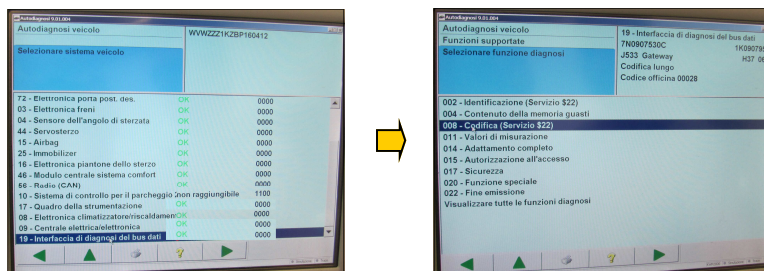 Autodiagnosi 9.01.004
Autodiagnosi veicolo
WVWZZZ1KZBP160412
Selezionare sistema veicolo
72 - Elettronica porta post. des. OK 0000
03 - Elettronica freni OK 0000
04 - Sensore dell'angolo di sterzata OK 0000
44 - Servosterzo OK 0000
15 - Airbag OK 0000
25 - Immobilizer OK 0000
16 - Elettronica piantone dello sterzo OK 0000
46 - Modulo centrale sistema comfort OK 0000
56 - Radio (CAN) OK 0000
10 - Sistema di controllo per il parcheggio non raggiungibile 1100
17 - Quadro della strumentazione OK 0000
08 - Elettronica climatizzatore/riscaldamen OK 0000
09 - Centrale elettrica/elettronica OK 0000
19 - Interfaccia di diagnosi del bus dati OK 0000
Autodiagnosi 9.01.004
Autodiagnosi veicolo
Funzioni supportate
Selezionare funzione diagnosi
19 - Interfaccia di diagnosi del bus dati
7N0907530C 1K090795
J533 Gateway H37 06
Codifica lungo
Codice officina 00028
002 - Identificazione (Servizio $22)
004 - Contenuto della memoria guasti
008 - Codifica (Servizio $22)
011 - Valori di misurazione
014 - Adattamento completo
015 - Autorizzazione all'accesso
017 - Sicurezza
020 - Funzione speciale
022 - Fine emissione
Visualizzare tutte le funzioni diagnosi